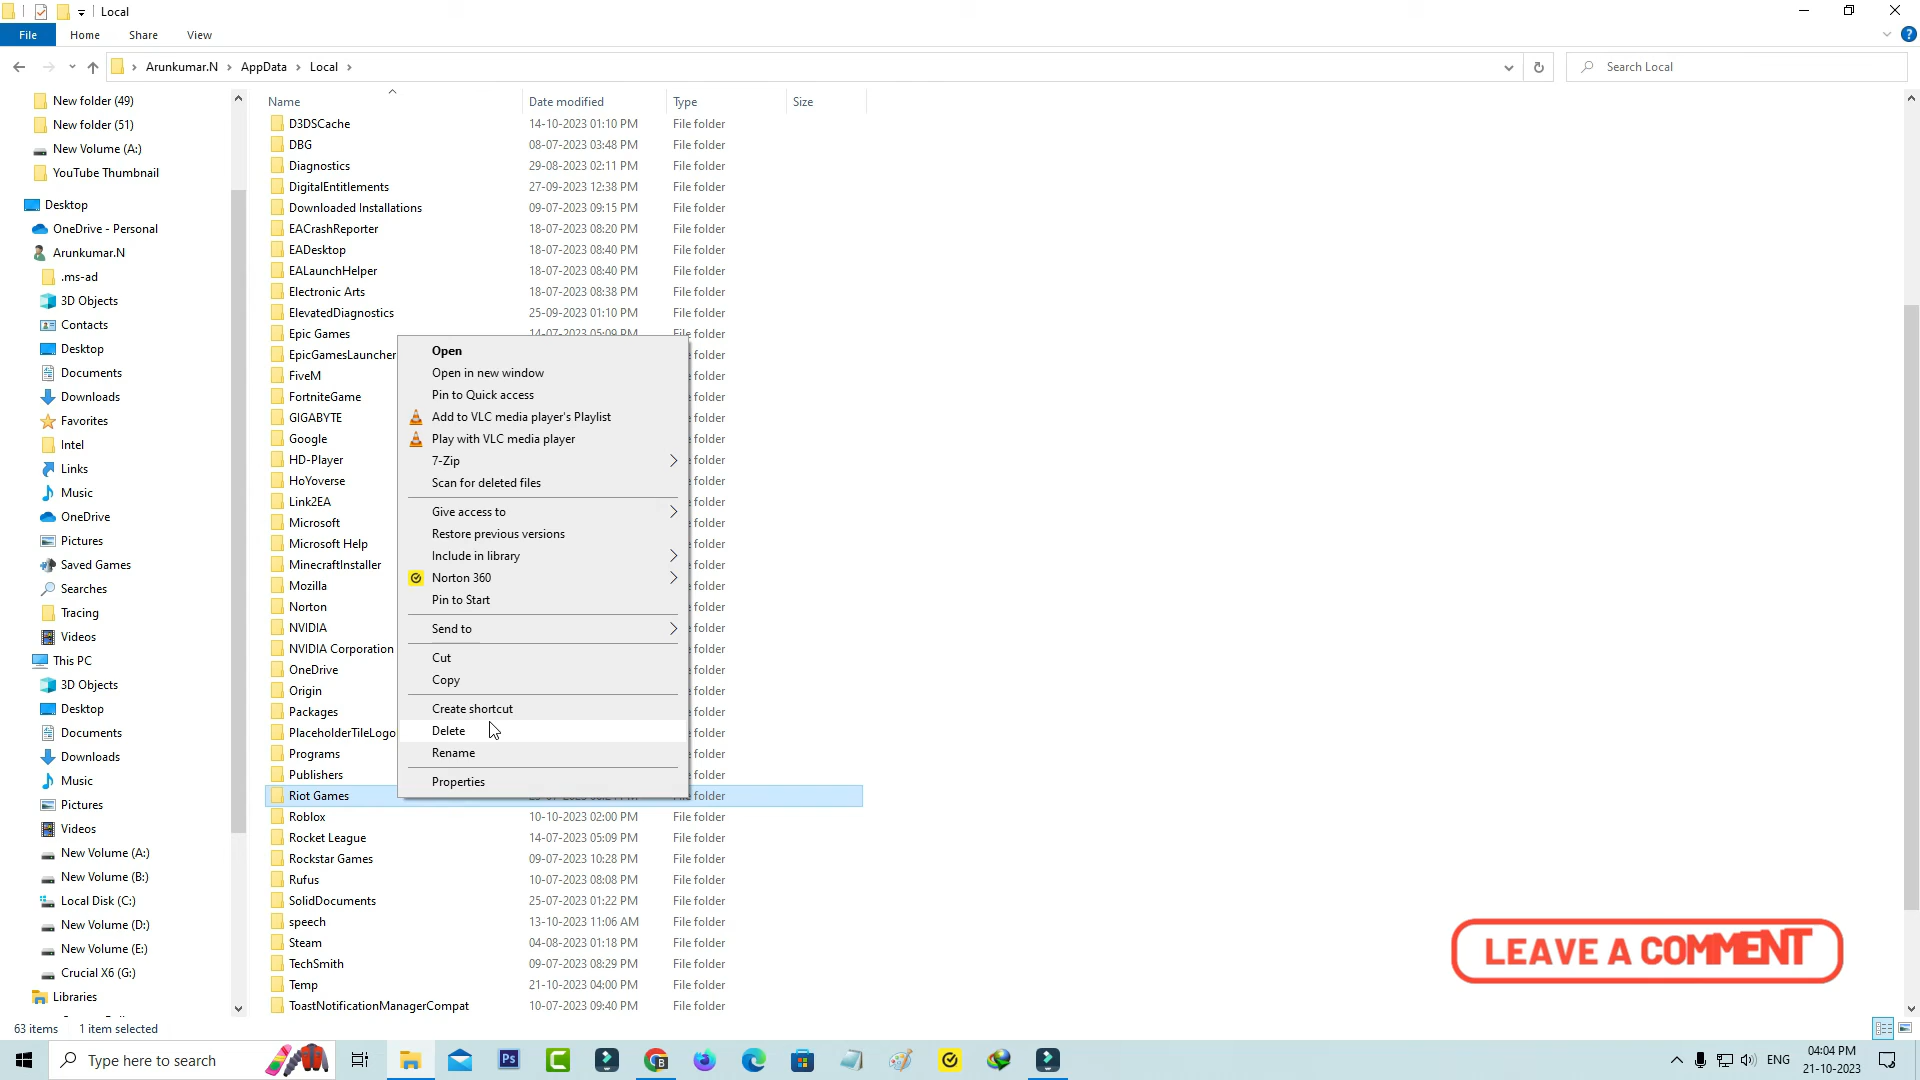 Local
File
Home
Share
View
Arunkumar.N
AppData
Local
Search Local
New folder (49)
New folder (51)
New Volume (A:)
YouTube Thumbnail
Desktop
OneDrive - Personal
Arunkumar.N
.ms-ad
3D Objects
Contacts
Desktop
Documents
Downloads
Favorites
Intel
Links
Music
OneDrive
Pictures
Saved Games
Searches
Tracing
Videos
This PC
3D Objects
Desktop
Documents
Downloads
Music
Pictures
Videos
New Volume (A:)
New Volume (B:)
Local Disk (C:)
New Volume (D:)
New Volume (E:)
Crucial X6 (G:)
Libraries
Name Date modified Type Size
D3DSCache 14-10-2023 01:10 PM File folder
DBG 08-07-2023 03:48 PM File folder
Diagnostics 29-08-2023 02:11 PM File folder
DigitalEntitlements 27-09-2023 12:38 PM File folder
Downloaded Installations 09-07-2023 09:15 PM File folder
EACrashReporter 18-07-2023 08:20 PM File folder
EADesktop 18-07-2023 08:40 PM File folder
EALaunchHelper 18-07-2023 08:40 PM File folder
Electronic Arts 18-07-2023 08:38 PM File folder
ElevatedDiagnostics 25-09-2023 01:10 PM File folder
Epic Games 14-07-2023 05:09 PM File folder
EpicGamesLauncher folder
FiveM folder
FortniteGame folder
GIGABYTE folder
Google folder
HD-Player folder
HoYoverse folder
Link2EA folder
Microsoft folder
Microsoft Help folder
MinecraftInstaller folder
Mozilla folder
Norton folder
NVIDIA folder
NVIDIA Corporation folder
OneDrive folder
Origin folder
Packages folder
PlaceholderTileLogo folder
Programs folder
Publishers folder
Riot Games folder
Roblox 10-10-2023 02:00 PM File folder
Rocket League 14-07-2023 05:09 PM File folder
Rockstar Games 09-07-2023 10:28 PM File folder
Rufus 10-07-2023 08:08 PM File folder
SolidDocuments 25-07-2023 01:22 PM File folder
speech 13-10-2023 11:06 AM File folder
Steam 04-08-2023 01:18 PM File folder
TechSmith 09-07-2023 08:29 PM File folder
Temp 21-10-2023 04:00 PM File folder
ToastNotificationManagerCompat 10-07-2023 09:40 PM File folder
Open
Open in new window
Pin to Quick access
Add to VLC media player's Playlist
Play with VLC media player
7-Zip
Scan for deleted files
Give access to
Restore previous versions
Include in library
Norton 360
Pin to Start
Send to
Cut
Copy
Create shortcut
Delete
Rename
Properties
LEAVE A COMMENT
63 items
1 item selected
Type here to search
Ps
ENG
04:04 PM
21-10-2023